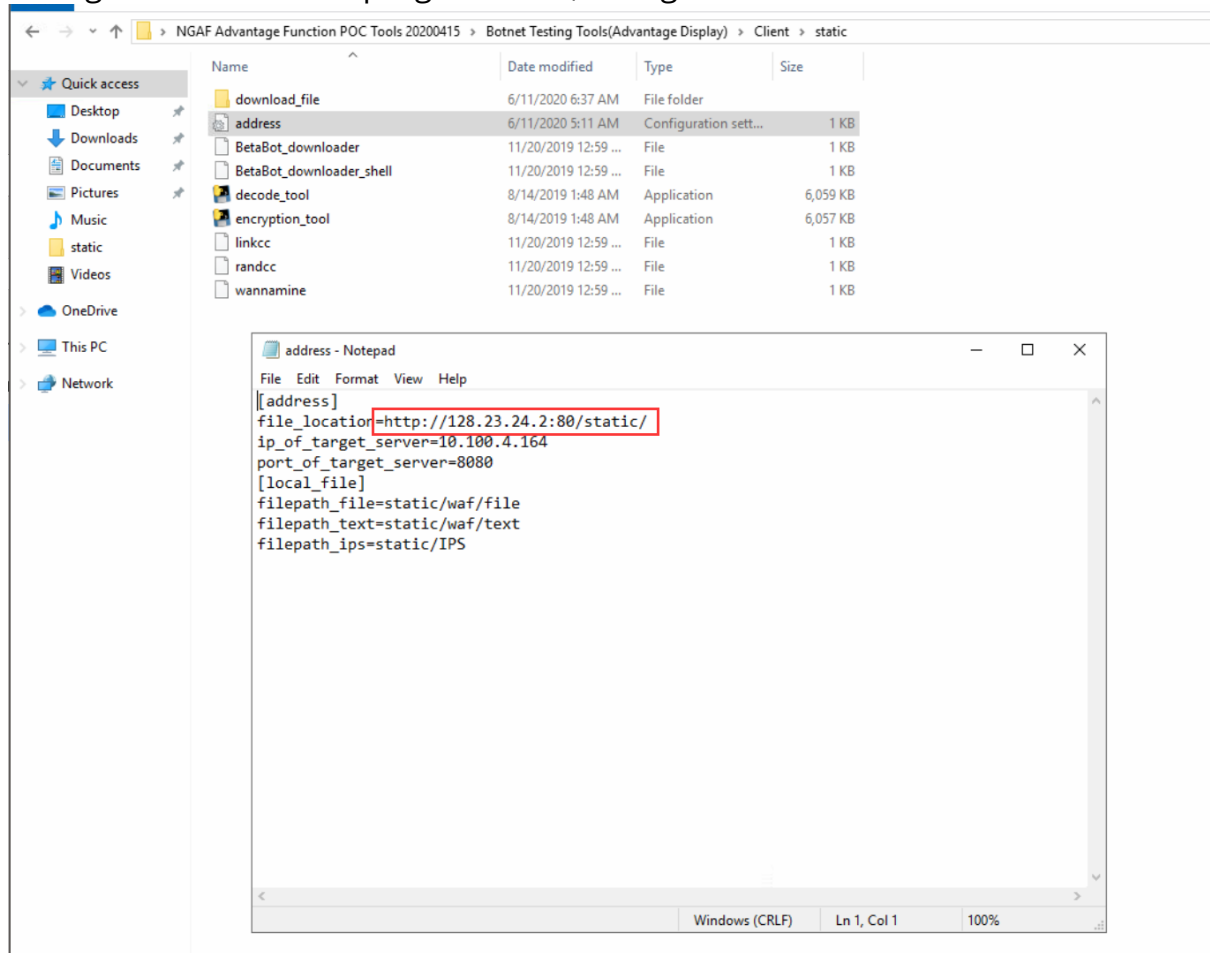 NGAF Advantage Function POC Tools 20200415 > Botnet Testing Tools(Advantage Display) > Client > static
Name Date modified Type Size
Quick access
Desktop
Downloads
Documents
Pictures
Music
static
Videos
OneDrive
This PC
Network
download_file 6/11/2020 6:37 AM File folder
address 6/11/2020 5:11 AM Configuration sett... 1 KB
BetaBot_downloader 11/20/2019 12:59 ... File 1 KB
BetaBot_downloader_shell 11/20/2019 12:59 ... File 1 KB
decode_tool 8/14/2019 1:48 AM Application 6,059 KB
encryption_tool 8/14/2019 1:48 AM Application 6,057 KB
linkcc 11/20/2019 12:59 ... File 1 KB
randcc 11/20/2019 12:59 ... File 1 KB
wannamine 11/20/2019 12:59 ... File 1 KB
address - Notepad
File Edit Format View Help
[address]
file_location=http://128.23.24.2:80/static/
ip_of_target_server=10.100.4.164
port_of_target_server=8080
[local_file]
filepath_file=static/waf/file
filepath_text=static/waf/text
filepath_ips=static/IPS
Windows (CRLF) Ln 1, Col 1 100%